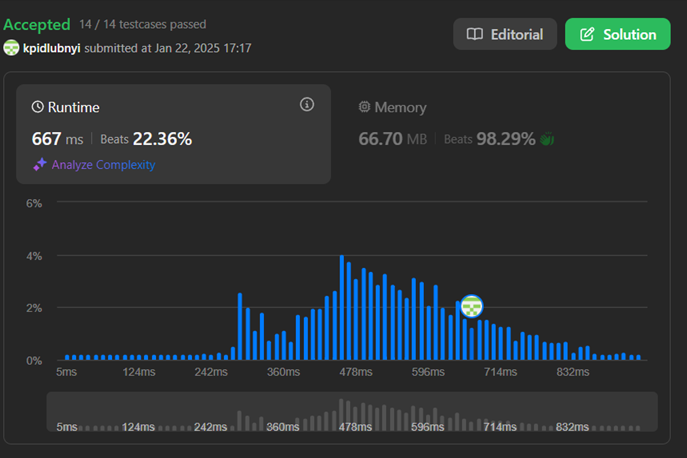 Accepted 14 / 14 testcases passed
kpidlubnyi submitted at Jan 22, 2025 17:17
Editorial
Solution
Runtime
667 ms | Beats 22.36%
Analyze Complexity
Memory
66.70 MB | Beats 98.29%
6%
4%
2%
0%
5ms 124ms 242ms 360ms 478ms 596ms 714ms 832ms
5ms 124ms 242ms 360ms 478ms 596ms 714ms 832ms